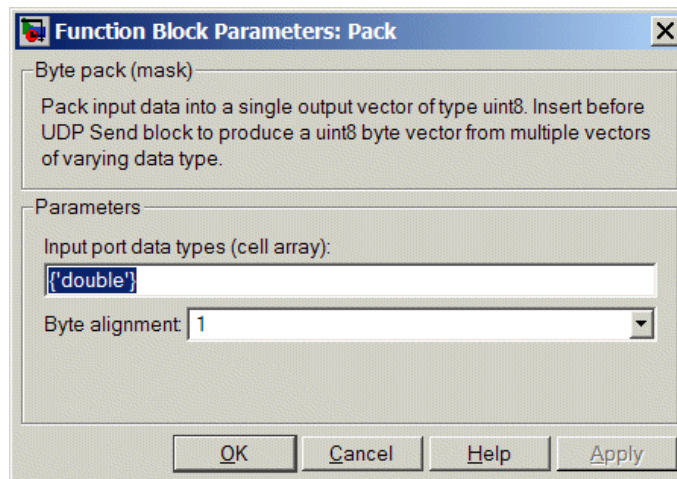 Function Block Parameters: Pack
Byte pack (mask)
Pack input data into a single output vector of type uint8. Insert before
UDP Send block to produce a uint8 byte vector from multiple vectors
of varying data type.
Parameters
Input port data types (cell array):
{'double'}
Byte alignment: 1
OK Cancel Help Apply